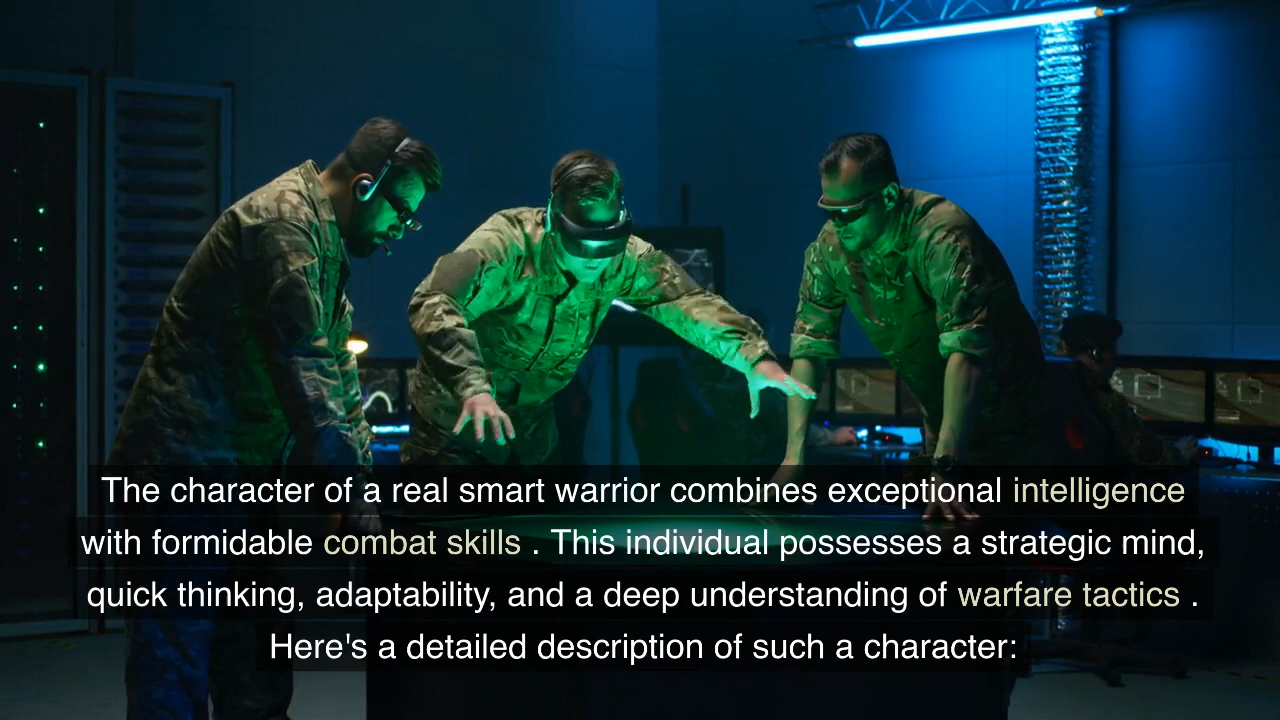 The character of a real smart warrior combines exceptional intelligence
with formidable combat skills . This individual possesses a strategic mind,
quick thinking, adaptability, and a deep understanding of warfare tactics .
Here's a detailed description of such a character: